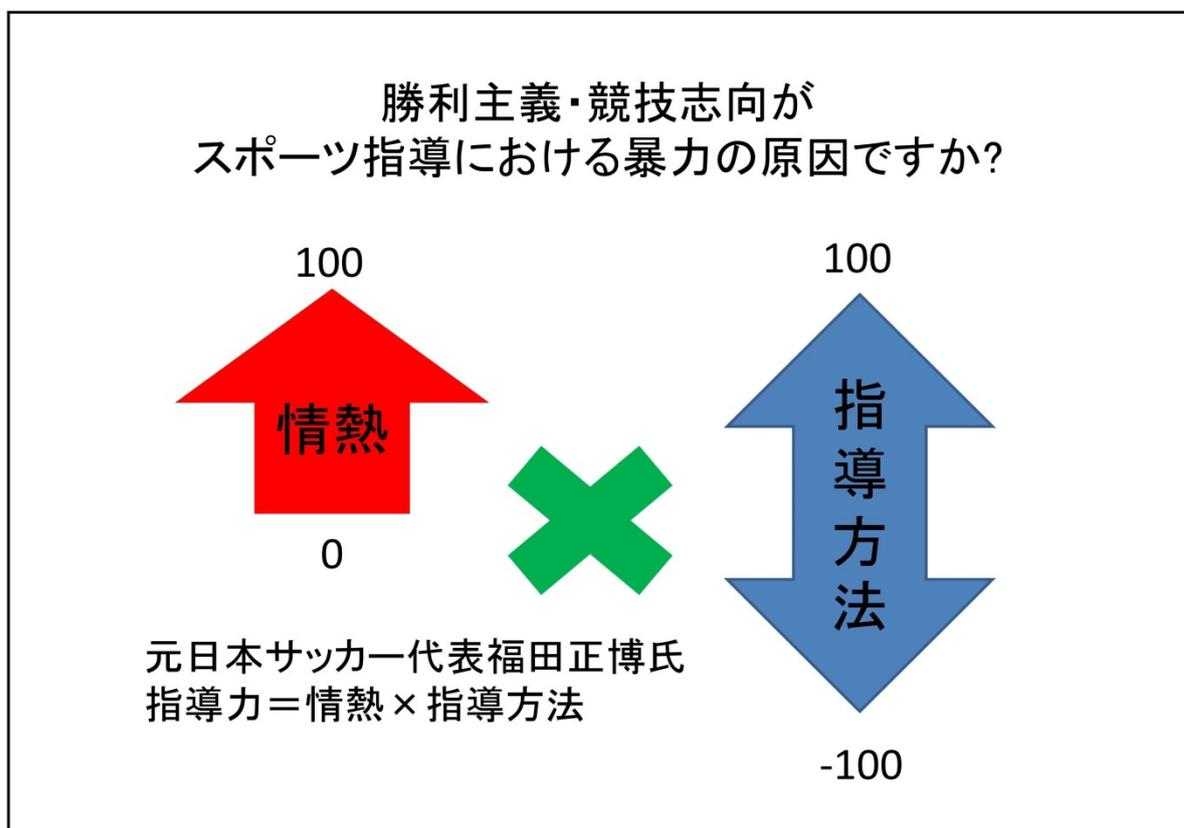 勝利主義・競技志向が
スポーツ指導における暴力の原因ですか?
100
情熱
0
100
指導方法
-100
元日本サッカー代表福田正博氏
指導力＝情熱×指導方法